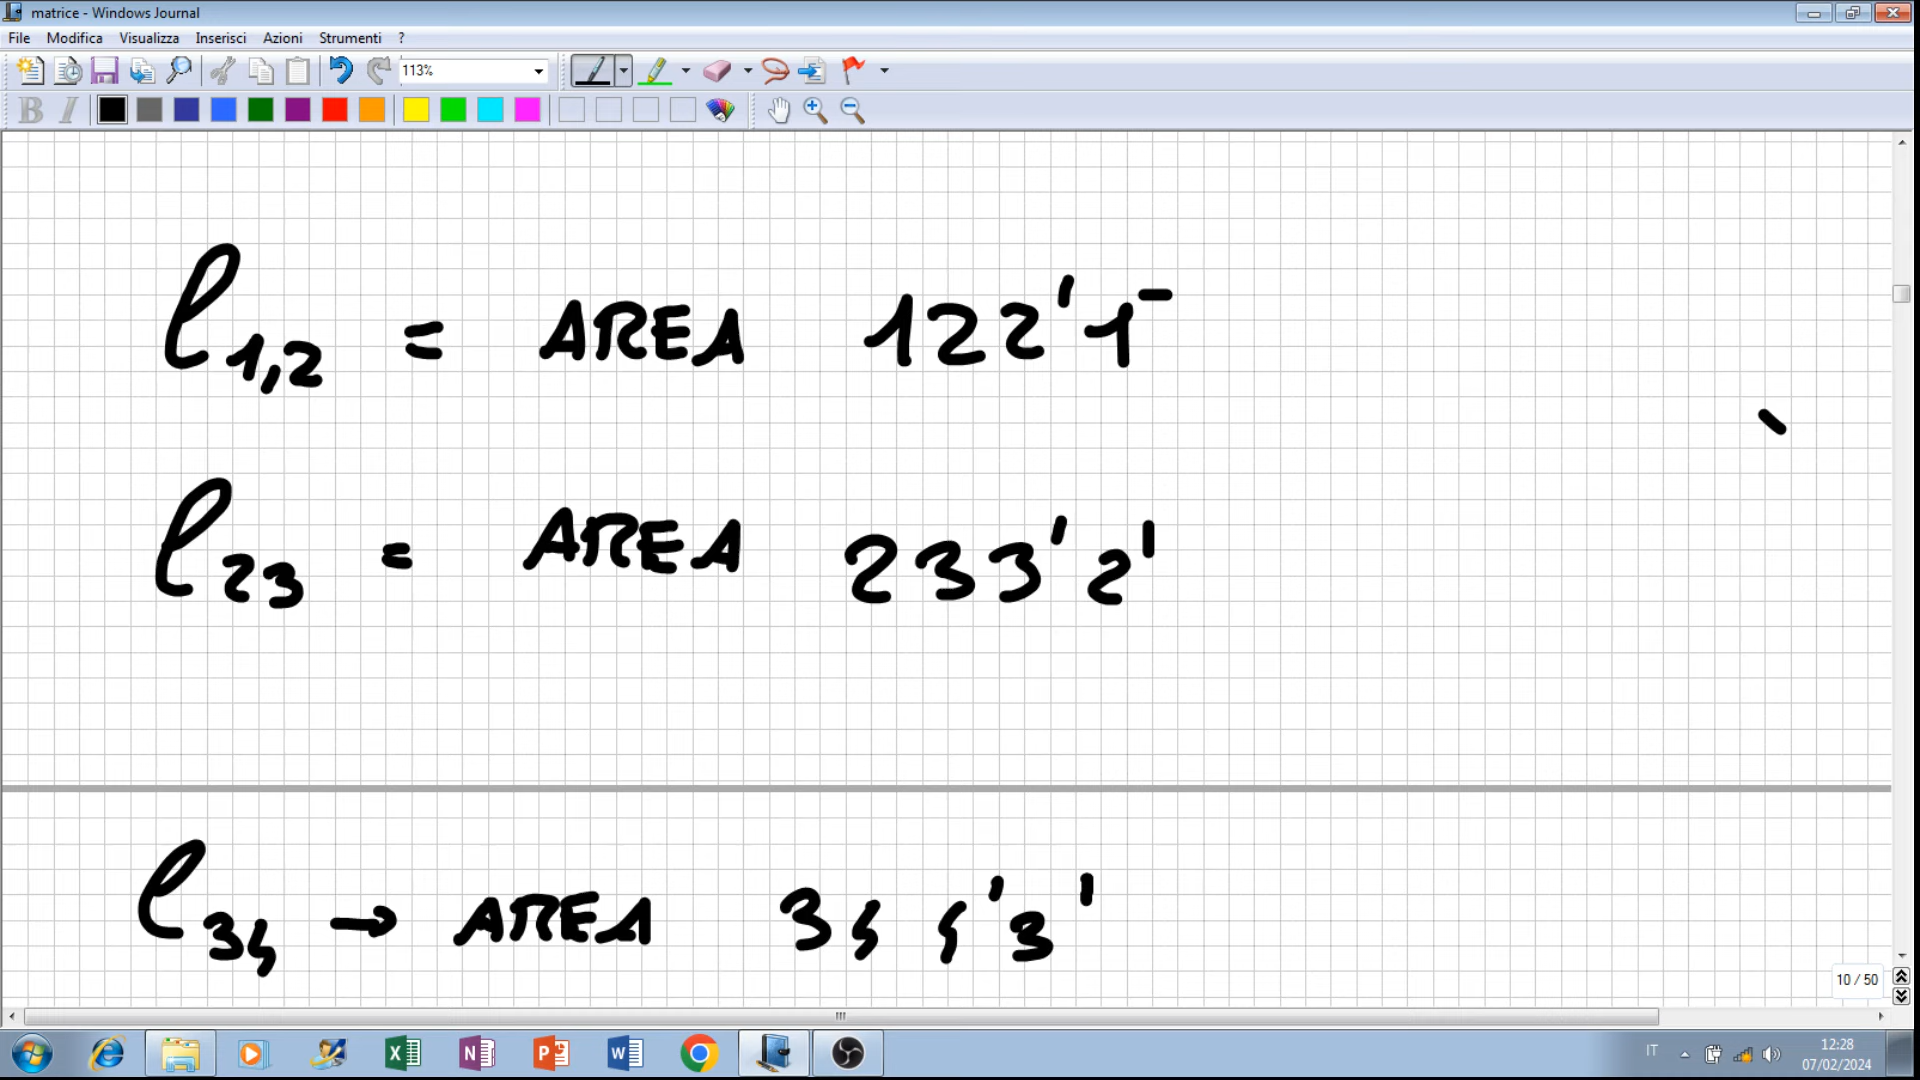 matrice - Windows Journal
File Modifica Visualizza Inserisci Azioni Strumenti ?
113%
B I
l1,2 = AREA 122'1-
l23 = AREA 233'2'
l34 → AREA 344'3'
10 / 50
IT 12:28
07/02/2024